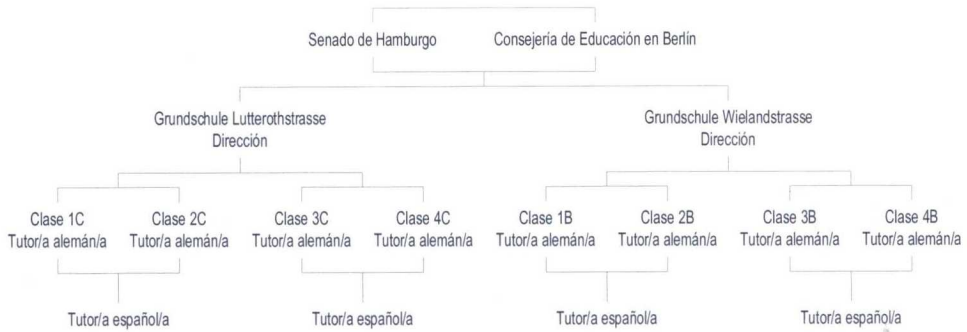 Senado de Hamburgo
Consejería de Educación en Berlín
Grundschule Lutterothstrasse
Dirección
Grundschule Wielandstrasse
Dirección
Clase 1C
Tutor/a alemán/a
Clase 2C
Tutor/a alemán/a
Clase 3C
Tutor/a alemán/a
Clase 4C
Tutor/a alemán/a
Clase 1B
Tutor/a alemán/a
Clase 2B
Tutor/a alemán/a
Clase 3B
Tutor/a alemán/a
Clase 4B
Tutor/a alemán/a
Tutor/a español/a
Tutor/a español/a
Tutor/a español/a
Tutor/a español/a